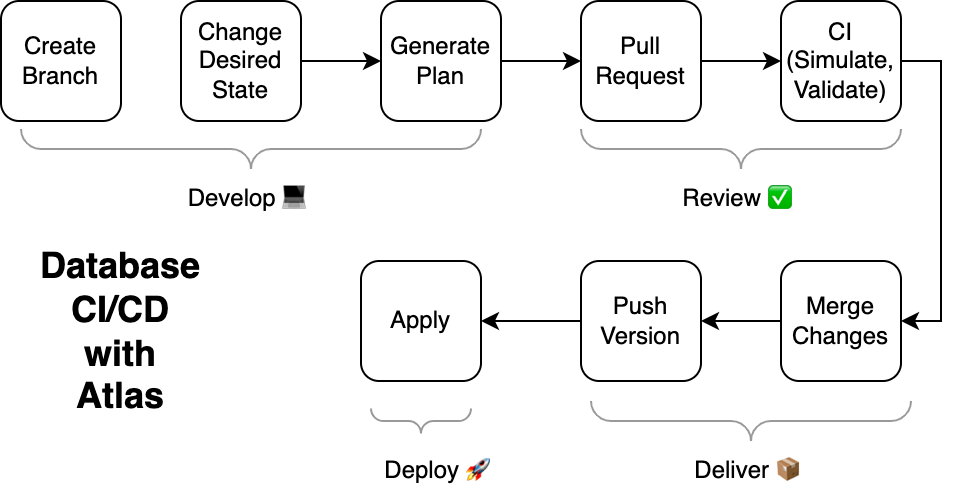 Create
Branch
Change
Desired
State
Generate
Plan
Pull
Request
CI
(Simulate,
Validate)
Develop 💻
Review ✅
Database
CI/CD
with
Atlas
Apply
Push
Version
Merge
Changes
Deploy 🚀
Deliver 📦